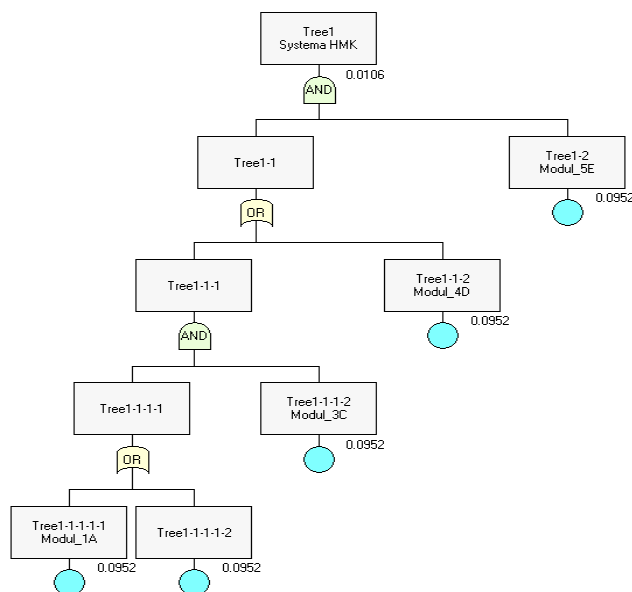 Tree1
Systema HMK
0.0106
AND
Tree1-1
Tree1-2
Modul_5E
0.0952
OR
Tree1-1-1
Tree1-1-2
Modul_4D
0.0952
AND
Tree1-1-1-1
Tree1-1-1-2
Modul_3C
0.0952
OR
Tree1-1-1-1-1
Modul_1A
Tree1-1-1-1-2
0.0952
0.0952